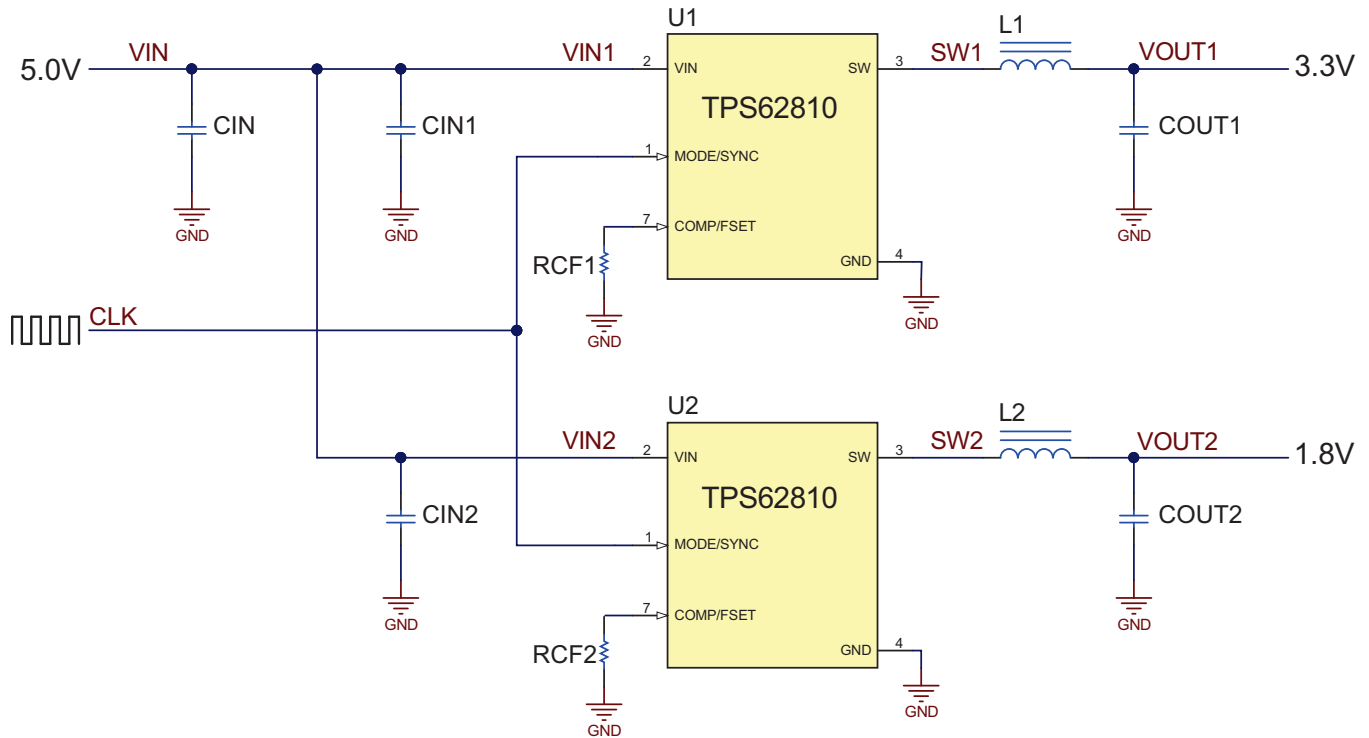 U1
L1
5.0V
VIN
VIN1
2
VIN
SW
3
SW1
VOUT1
3.3V
TPS62810
CIN
CIN1
COUT1
1
MODE/SYNC
GND
GND
GND
7
COMP/FSET
RCF1
GND
4
GND
GND
CLK
U2
L2
VIN2
2
VIN
SW
3
SW2
VOUT2
1.8V
TPS62810
CIN2
COUT2
1
MODE/SYNC
GND
GND
7
COMP/FSET
RCF2
GND
4
GND
GND